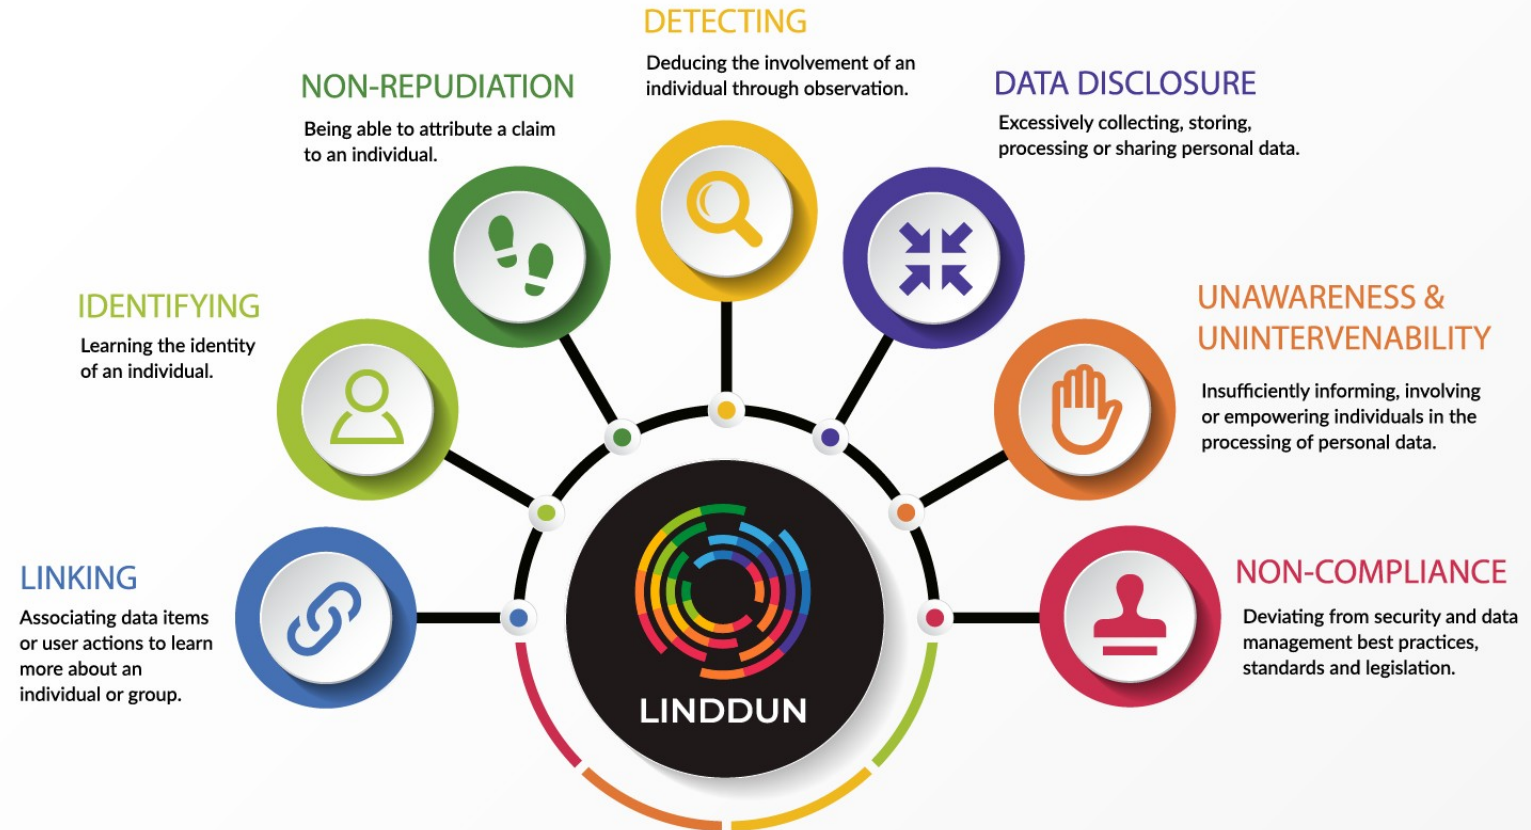 DETECTING
Deducing the involvement of an
individual through observation.
NON-REPUDIATION
Being able to attribute a claim
to an individual.
DATA DISCLOSURE
Excessively collecting, storing,
processing or sharing personal data.
IDENTIFYING
Learning the identity
of an individual.
UNAWARENESS &
UNINTERVENABILITY
Insufficiently informing, involving
or empowering individuals in the
processing of personal data.
LINKING
Associating data items
or user actions to learn
more about an
individual or group.
NON-COMPLIANCE
Deviating from security and data
management best practices,
standards and legislation.
LINDDUN